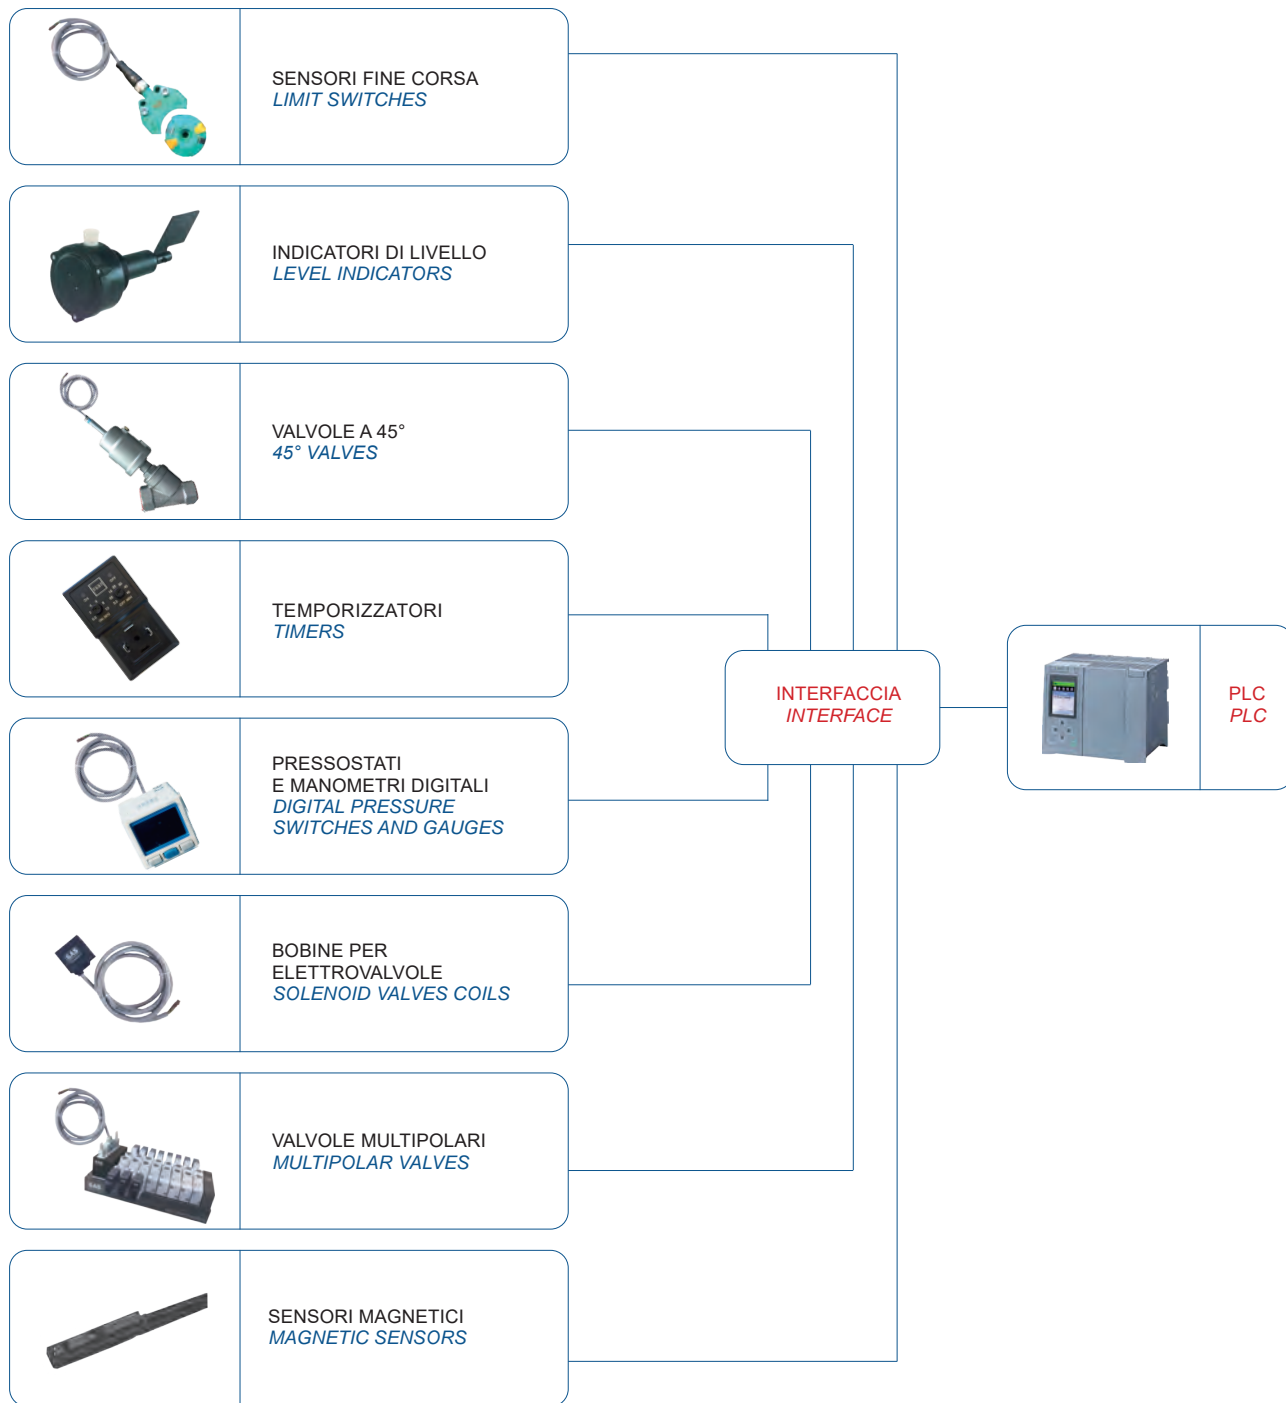 SENSORI FINE CORSA
LIMIT SWITCHES
INDICATORI DI LIVELLO
LEVEL INDICATORS
VALVOLE A 45°
45° VALVES
TEMPORIZZATORI
TIMERS
PRESSOSTATI
E MANOMETRI DIGITALI
DIGITAL PRESSURE
SWITCHES AND GAUGES
BOBINE PER
ELETTROVALVOLE
SOLENOID VALVES COILS
SAS
VALVOLE MULTIPOLARI
MULTIPOLAR VALVES
SAS
SENSORI MAGNETICI
MAGNETIC SENSORS
INTERFACCIA
INTERFACE
PLC
PLC